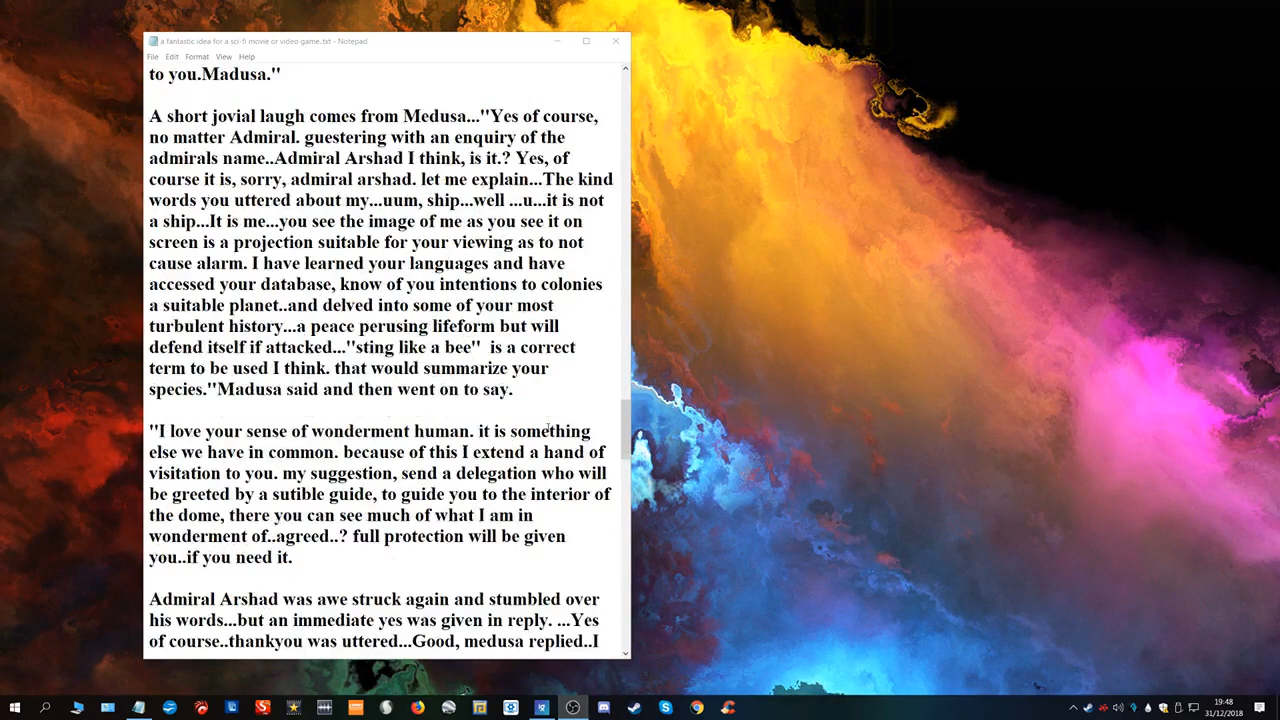 a fantastic idea for a sci-fi movie or video game.txt - Notepad
File Edit Format View Help
to you.Madusa."
A short jovial laugh comes from Medusa..."Yes of course,
no matter Admiral. guestering with an enquiry of the
admirals name..Admiral Arshad I think, is it.? Yes, of
course it is, sorry, admiral arshad. let me explain...The kind
words you uttered about my...uum, ship...well ...u...it is not
a ship...It is me...you see the image of me as you see it on
screen is a projection suitable for your viewing as to not
cause alarm. I have learned your languages and have
accessed your database, know of you intentions to colonies
a suitable planet..and delved into some of your most
turbulent history...a peace perusing lifeform but will
defend itself if attacked..."sting like a bee"  is a correct
term to be used I think. that would summarize your
species."Madusa said and then went on to say.
"I love your sense of wonderment human. it is something
else we have in common. because of this I extend a hand of
visitation to you. my suggestion, send a delegation who will
be greeted by a sutible guide, to guide you to the interior of
the dome, there you can see much of what I am in
wonderment of..agreed..? full protection will be given
you..if you need it.
Admiral Arshad was awe struck again and stumbled over
his words...but an immediate yes was given in reply. ...Yes
of course..thankyou was uttered...Good, medusa replied..I
19:48
31/12/2018